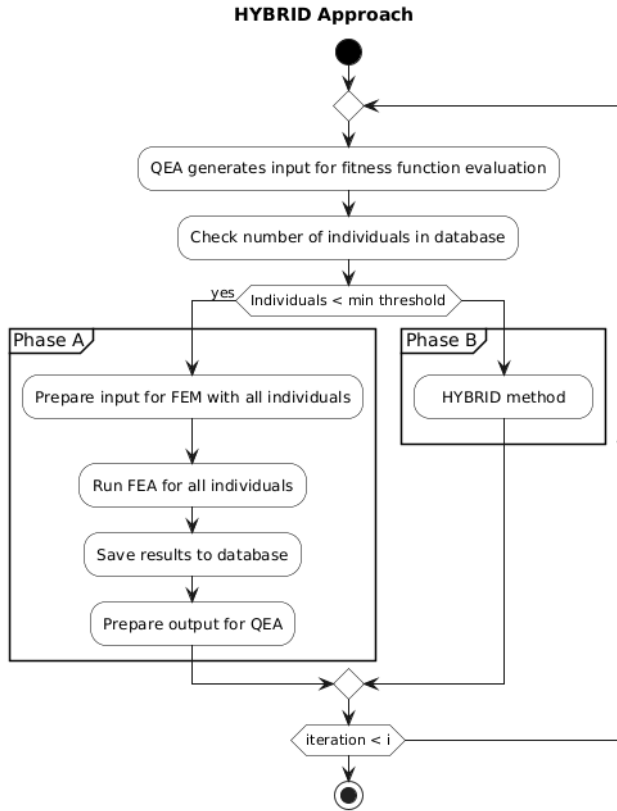 HYBRID Approach
QEA generates input for fitness function evaluation
Check number of individuals in database
yes
Individuals < min threshold
Phase A
Phase B
Prepare input for FEM with all individuals
HYBRID method
Run FEA for all individuals
Save results to database
Prepare output for QEA
iteration < i